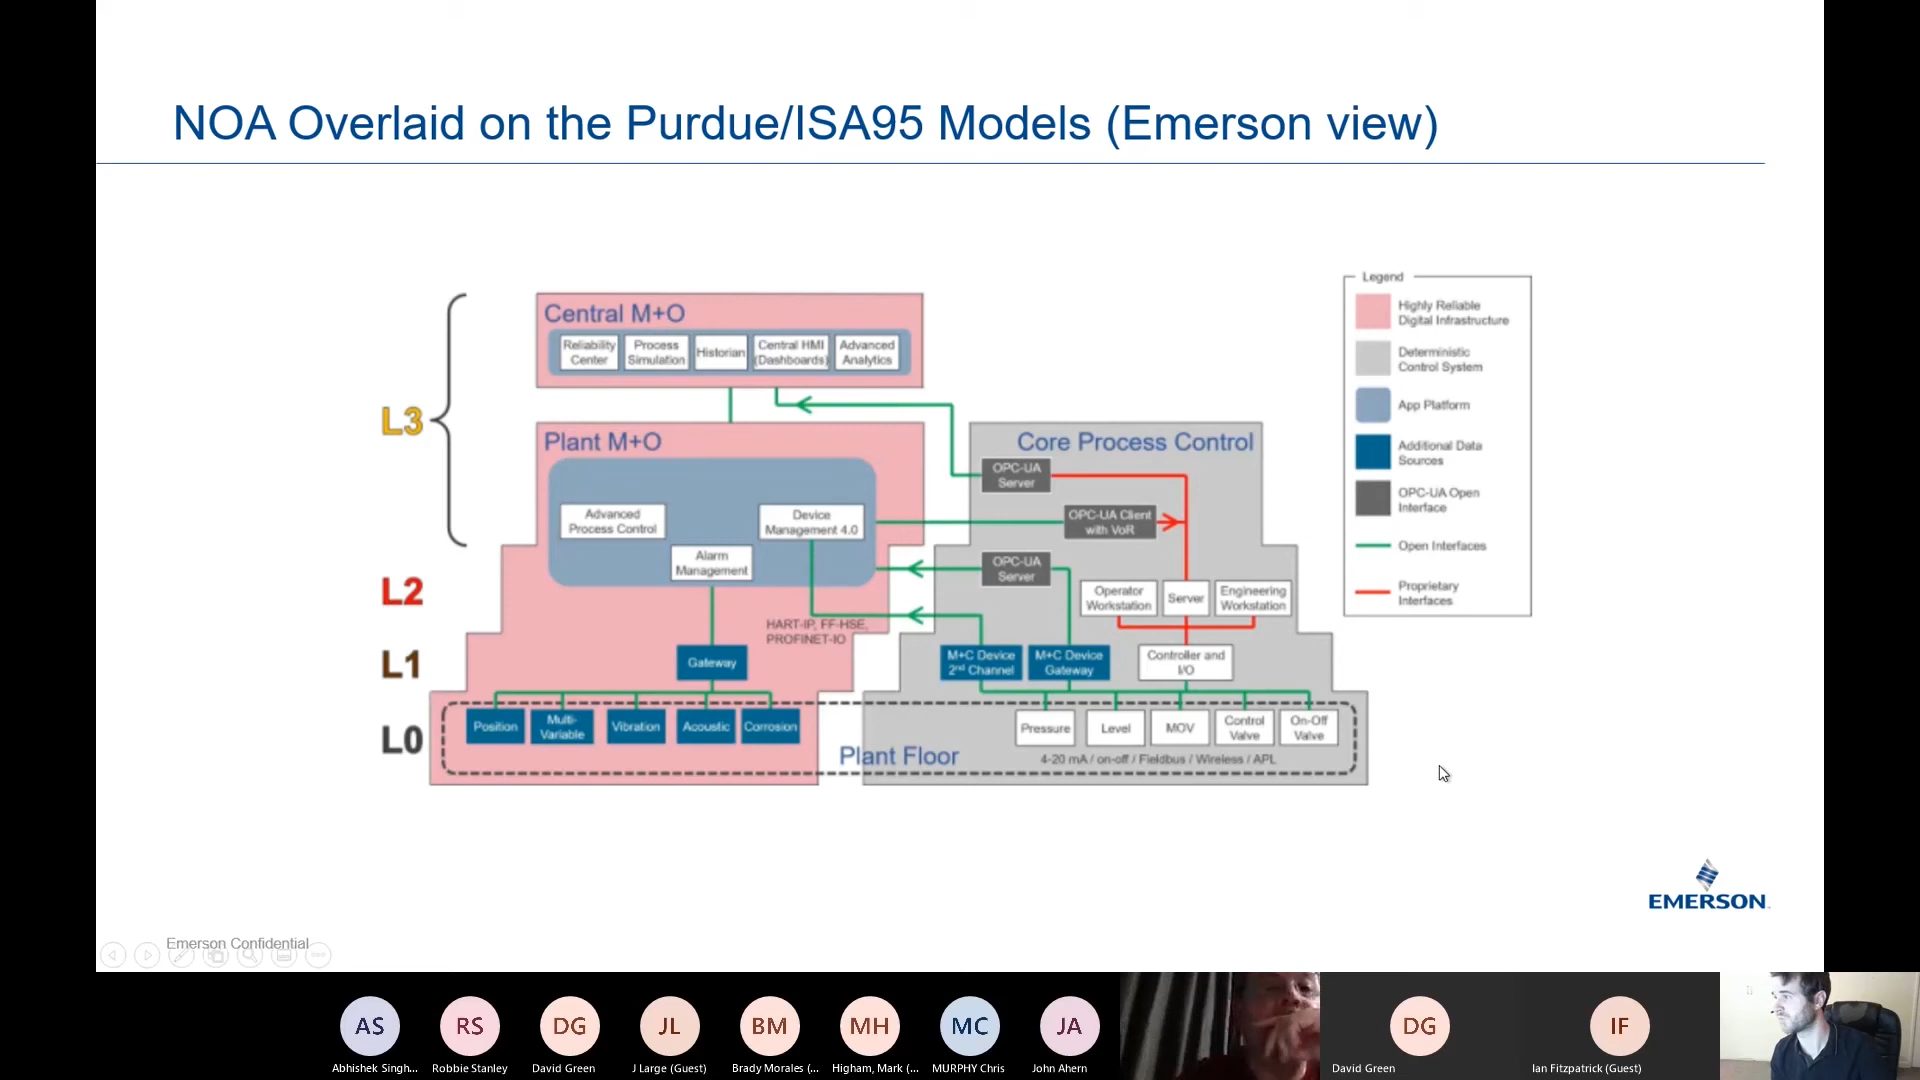 NOA Overlaid on the Purdue/ISA95 Models (Emerson view)
Legend
Highly Reliable
Digital Infrastructure
Deterministic
Control System
App Platform
Additional Data
Sources
OPC-UA Open
Interface
Open Interfaces
Proprietary
Interfaces
L3
L2
L1
L0
Central M+O
Reliability
Center
Process
Simulation
Historian
Central HMI
(Dashboards)
Advanced
Analytics
Plant M+O
Advanced
Process Control
Device
Management 4.0
Alarm
Management
HART-IP, FF-HSE,
PROFINET-IO
Gateway
Position
Multi-
Variable
Vibration
Acoustic
Corrosion
Core Process Control
OPC-UA
Server
OPC-UA Client
with VoR
OPC-UA
Server
Operator
Workstation
Server
Engineering
Workstation
M+C Device
2nd Channel
M+C Device
Gateway
Controller and
I/O
Pressure
Level
MOV
Control
Valve
On-Off
Valve
Plant Floor
4-20 mA / on-off / Fieldbus / Wireless / APL
EMERSON
Emerson Confidential
AS
RS
DG
JL
BM
MH
MC
JA
DG
IF
Abhishek Singh...
Robbie Stanley
David Green
J Large (Guest)
Brady Morales (...
Higham, Mark (...
MURPHY Chris
John Ahern
David Green
Ian Fitzpatrick (Guest)